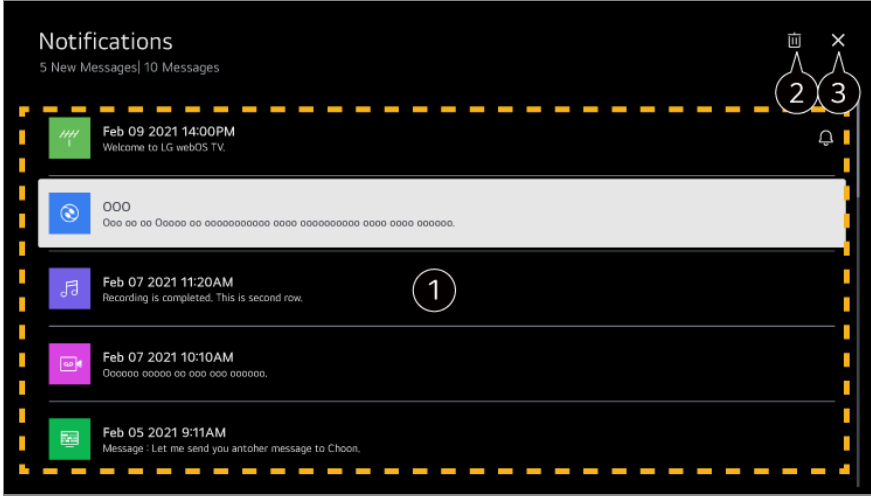 Notifications
5 New Messages| 10 Messages
2
3
Feb 09 2021 14:00PM
Welcome to LG webOS TV.
OOO
Ooo oo oo Ooooo oo ooooooooooo oooo oooooooooo oooo oooo oooooo.
Feb 07 2021 11:20AM
Recording is completed. This is second row.
1
Feb 07 2021 10:10AM
Oooooo ooooo oo ooo ooo oooooo.
Feb 05 2021 9:11AM
Message : Let me send you antoher message to Choon.